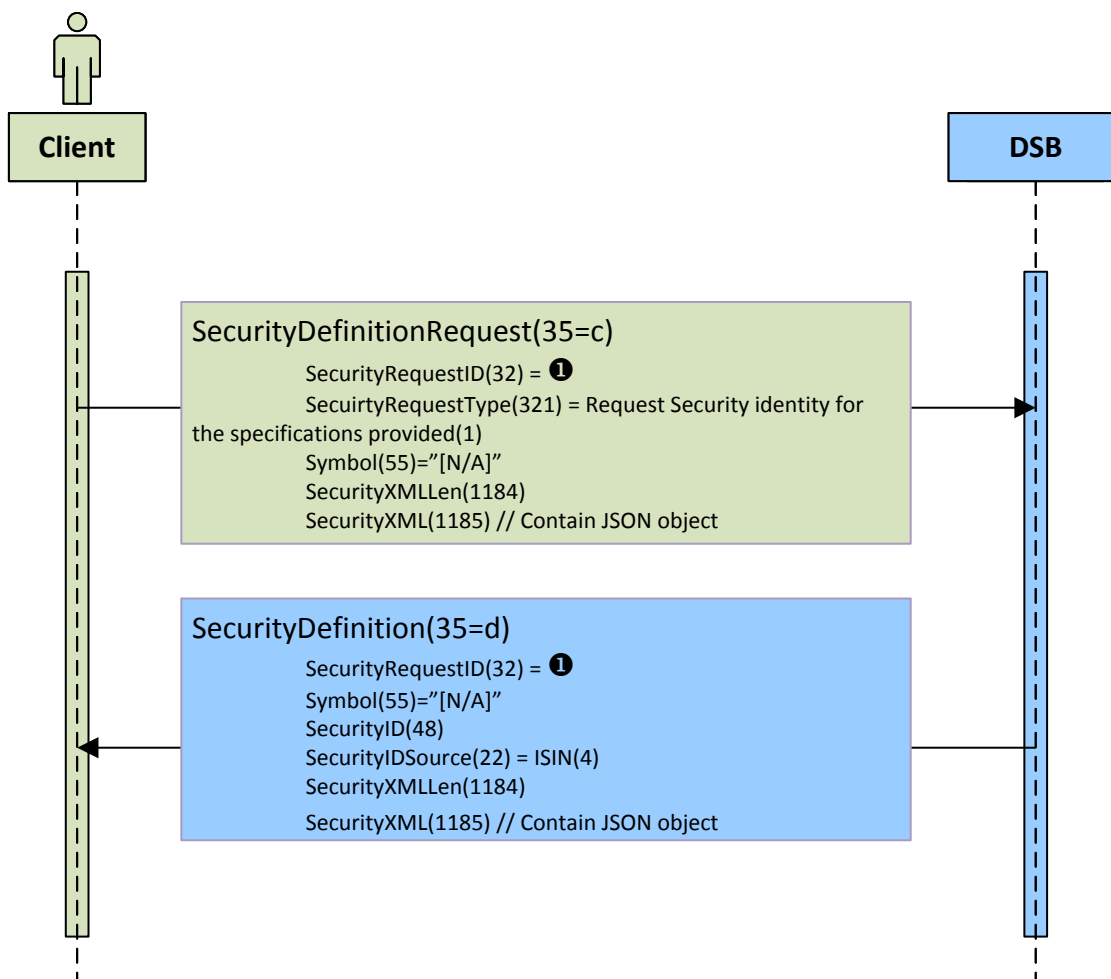 Client
DSB
SecurityDefinitionRequest(35=c)
SecurityRequestID(32) = ❶
SecuirtyRequestType(321) = Request Security identity for
the specifications provided(1)
Symbol(55)=”[N/A]”
SecurityXMLLen(1184)
SecurityXML(1185) // Contain JSON object
SecurityDefinition(35=d)
SecurityRequestID(32) = ❶
Symbol(55)=”[N/A]”
SecurityID(48)
SecurityIDSource(22) = ISIN(4)
SecurityXMLLen(1184)
SecurityXML(1185) // Contain JSON object